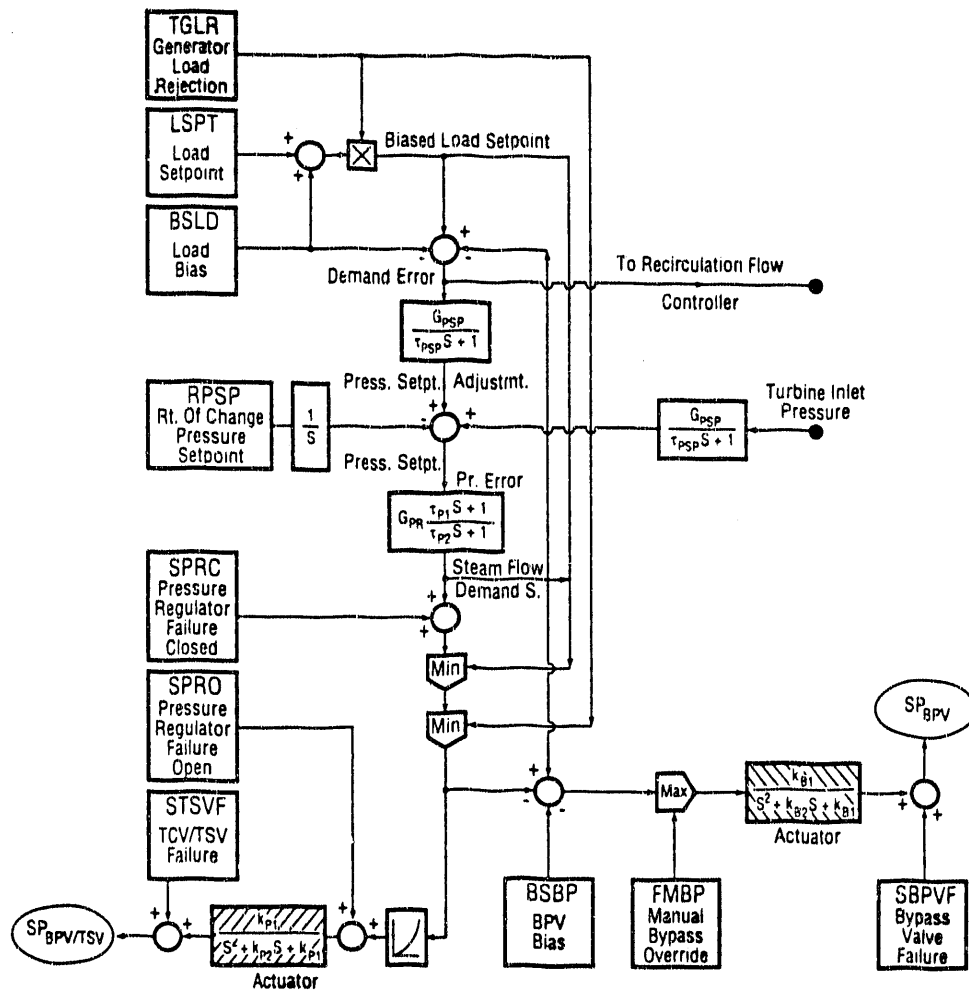 TGLR
Generator
Load
Rejection
LSPT
Load
Setpoint
+
+
Biased Load Setpoint
BSLD
Load
Bias
+
-
-
Demand Error
To Recirculation Flow
Controller
G_PSP
τ_PSP S + 1
Press. Setpt. Adjustmt.
RPSP
Rt. Of Change
Pressure
Setpoint
1
S
+
-
+
G_PSP
τ_PSP S + 1
Turbine Inlet
Pressure
Press. Setpt.
Pr. Error
G_PR τ_P1 S + 1
τ_P2 S + 1
Steam Flow
Demand S.
SPRC
Pressure
Regulator
Failure
Closed
+
+
Min
SPRO
Pressure
Regulator
Failure
Open
Min
SP_BPV
STSVF
TCV/TSV
Failure
+
-
-
Max
k_B1
S² + k_B2 S + k_B1
Actuator
+
+
BSBP
BPV
Bias
FMBP
Manual
Bypass
Override
SBPVF
Bypass
Valve
Failure
SP_BPV/TSV
+
+
k_P1
S² + k_P2 S + k_P1
Actuator
+
+